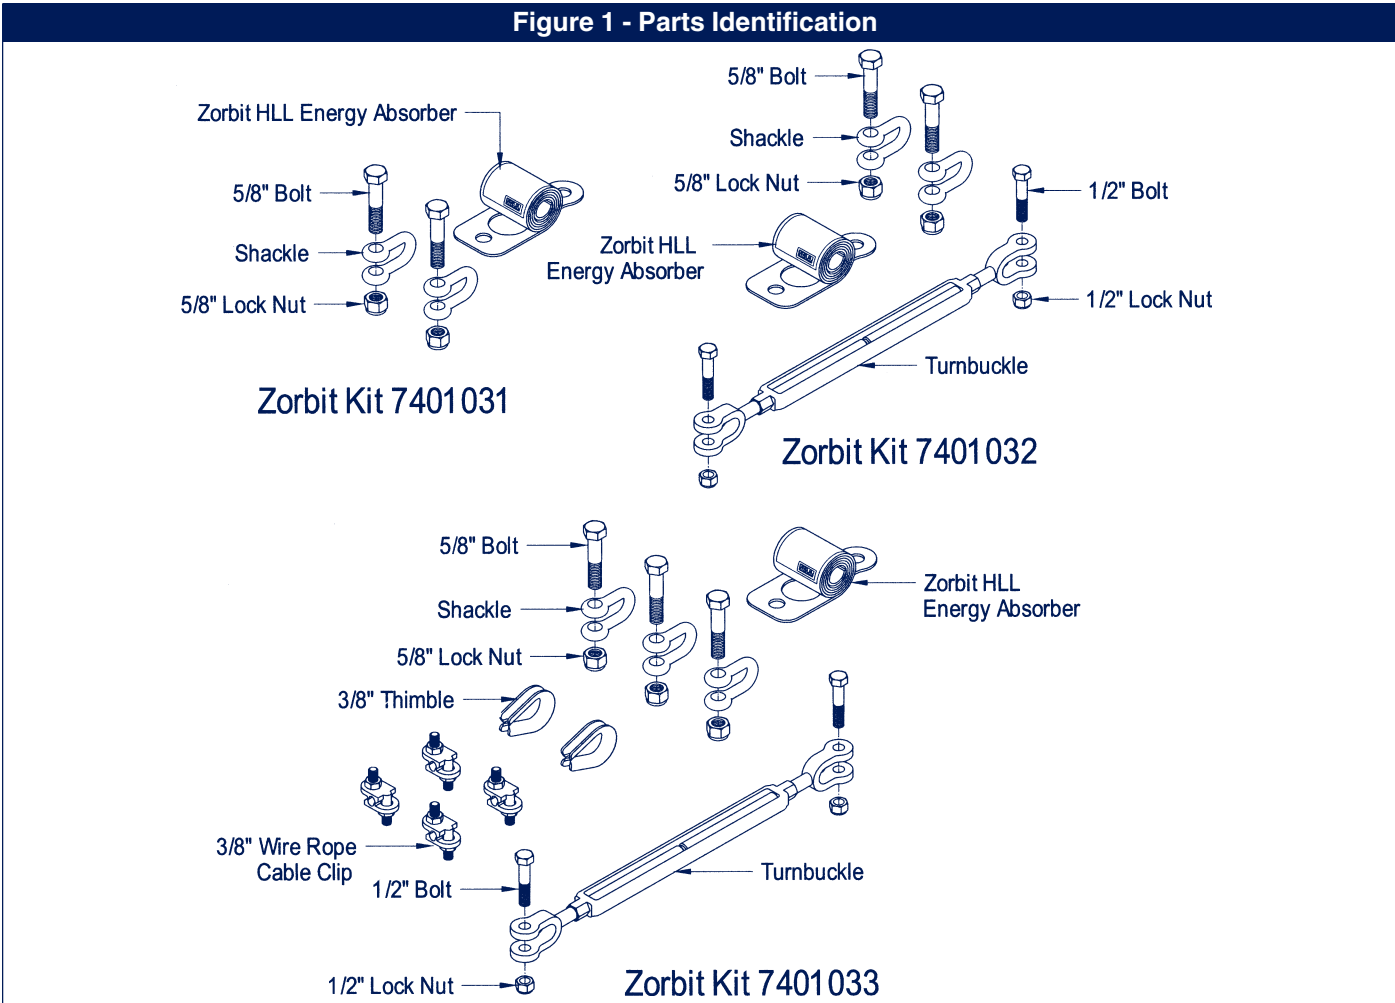 Figure 1 - Parts Identification
Zorbit HLL Energy Absorber
5/8" Bolt
Shackle
5/8" Lock Nut
Zorbit Kit 7401031
5/8" Bolt
Shackle
5/8" Lock Nut
1/2" Bolt
Zorbit HLL
Energy Absorber
1/2" Lock Nut
Turnbuckle
Zorbit Kit 7401032
5/8" Bolt
Shackle
5/8" Lock Nut
3/8" Thimble
Zorbit HLL
Energy Absorber
3/8" Wire Rope
Cable Clip
1/2" Bolt
Turnbuckle
1/2" Lock Nut
Zorbit Kit 7401033